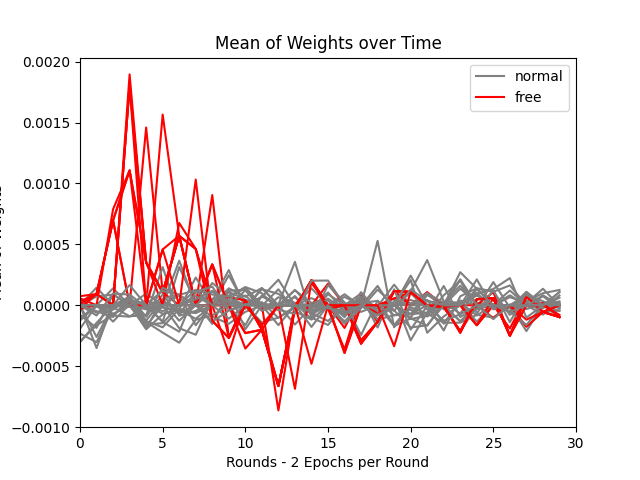 Mean of Weights over Time
normal
free
0.0020
0.0015
0.0010
0.0005
0.0000
−0.0005
−0.0010
0 5 10 15 20 25 30
Rounds - 2 Epochs per Round